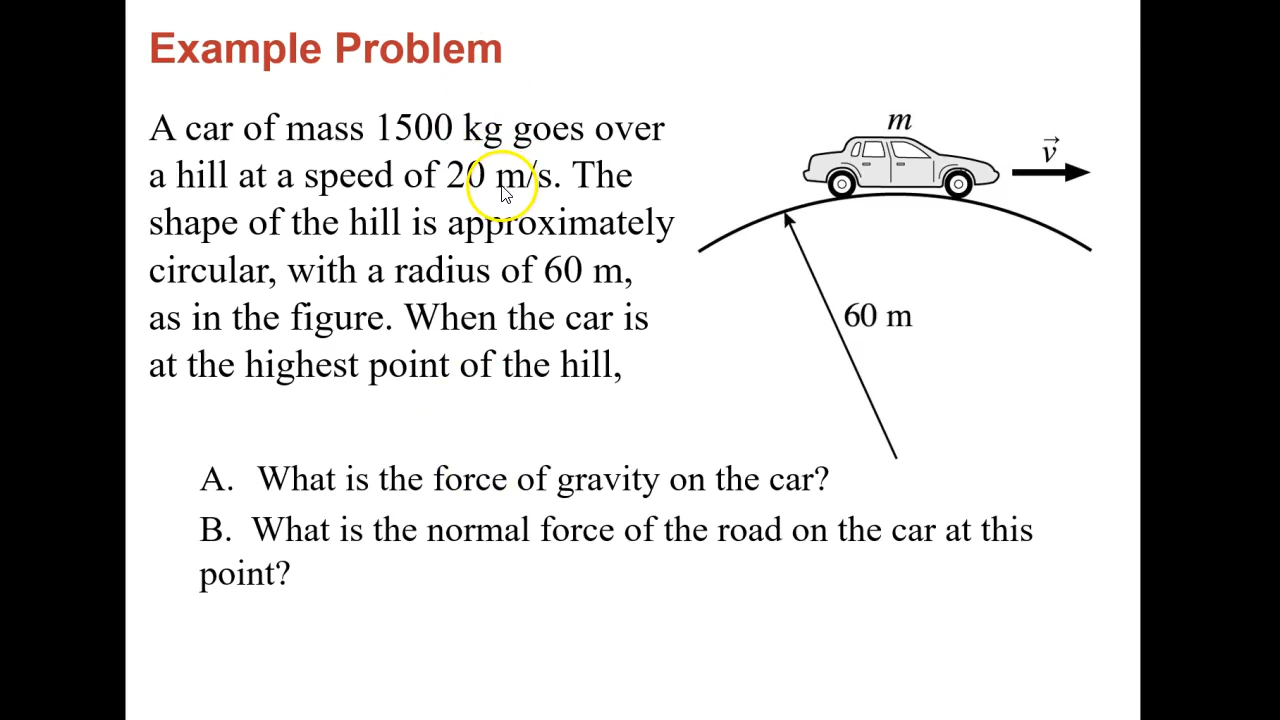 Example Problem
A car of mass 1500 kg goes over
a hill at a speed of 20 m/s. The
shape of the hill is approximately
circular, with a radius of 60 m,
as in the figure. When the car is
at the highest point of the hill,
m
v⃗
60 m
A. What is the force of gravity on the car?
B. What is the normal force of the road on the car at this
point?